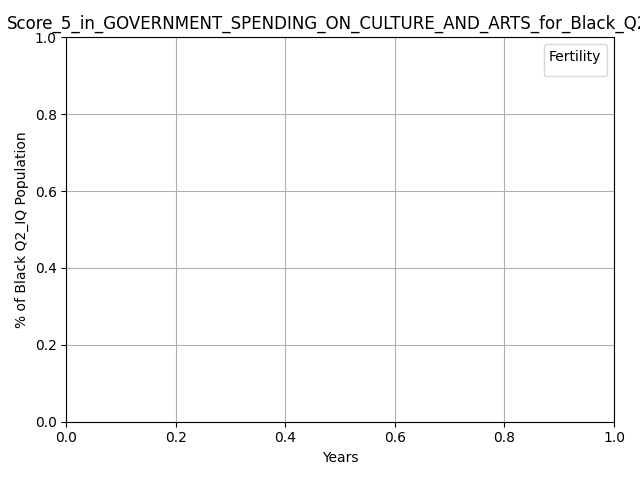 Score_5_in_GOVERNMENT_SPENDING_ON_CULTURE_AND_ARTS_for_Black_Q2
Fertility
1.0
0.8
0.6
0.4
0.2
0.0
% of Black Q2_IQ Population
0.0 0.2 0.4 0.6 0.8 1.0
Years